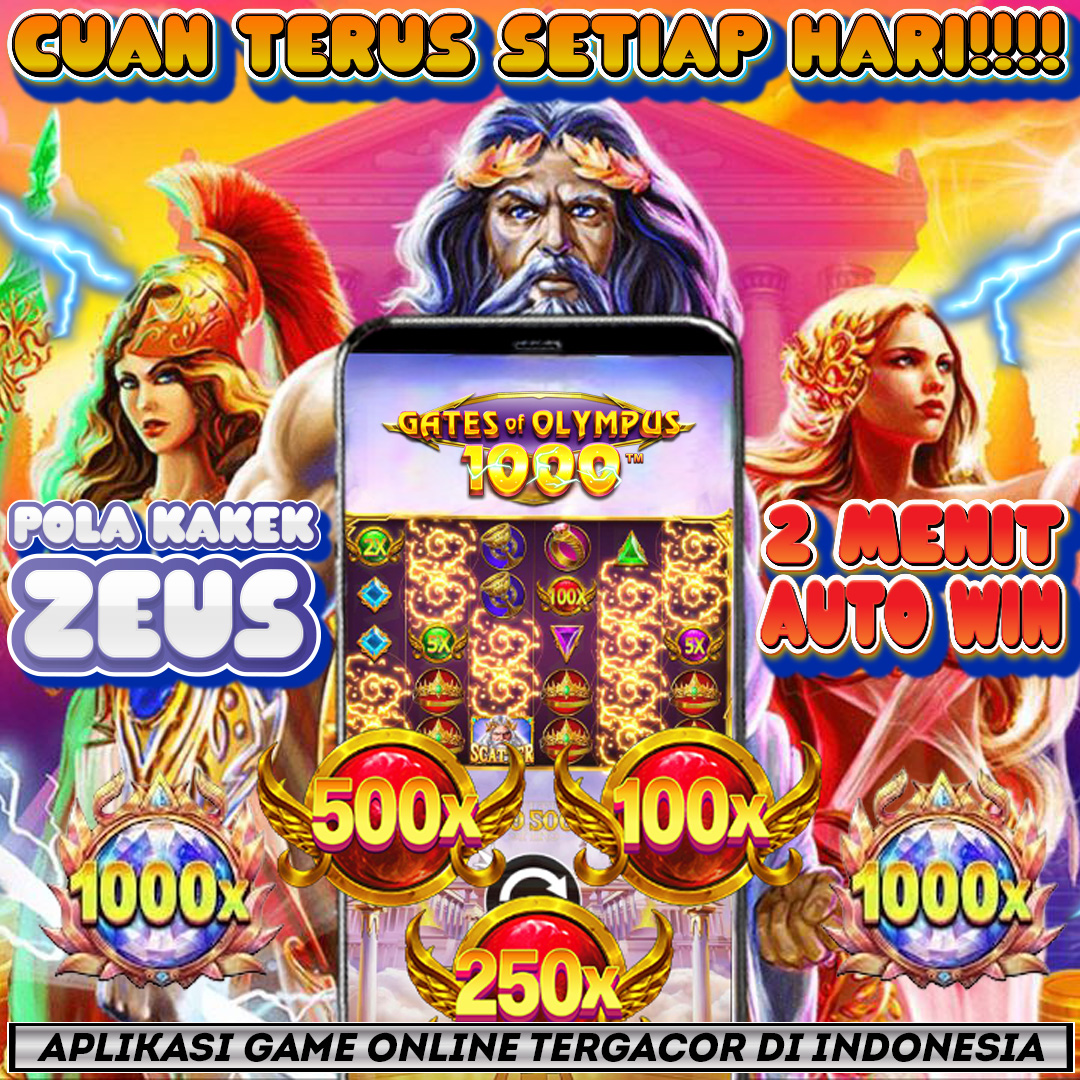 CUAN TERUS SETIAP HARI!!!!
GATES OF OLYMPUS
1000™
POLA KAKEK
ZEUS
2 MENIT
AUTO WIN
2X
100X
5X
5X
SCATTER
500X
100X
1000X
1000X
250X
APLIKASI GAME ONLINE TERGACOR DI INDONESIA